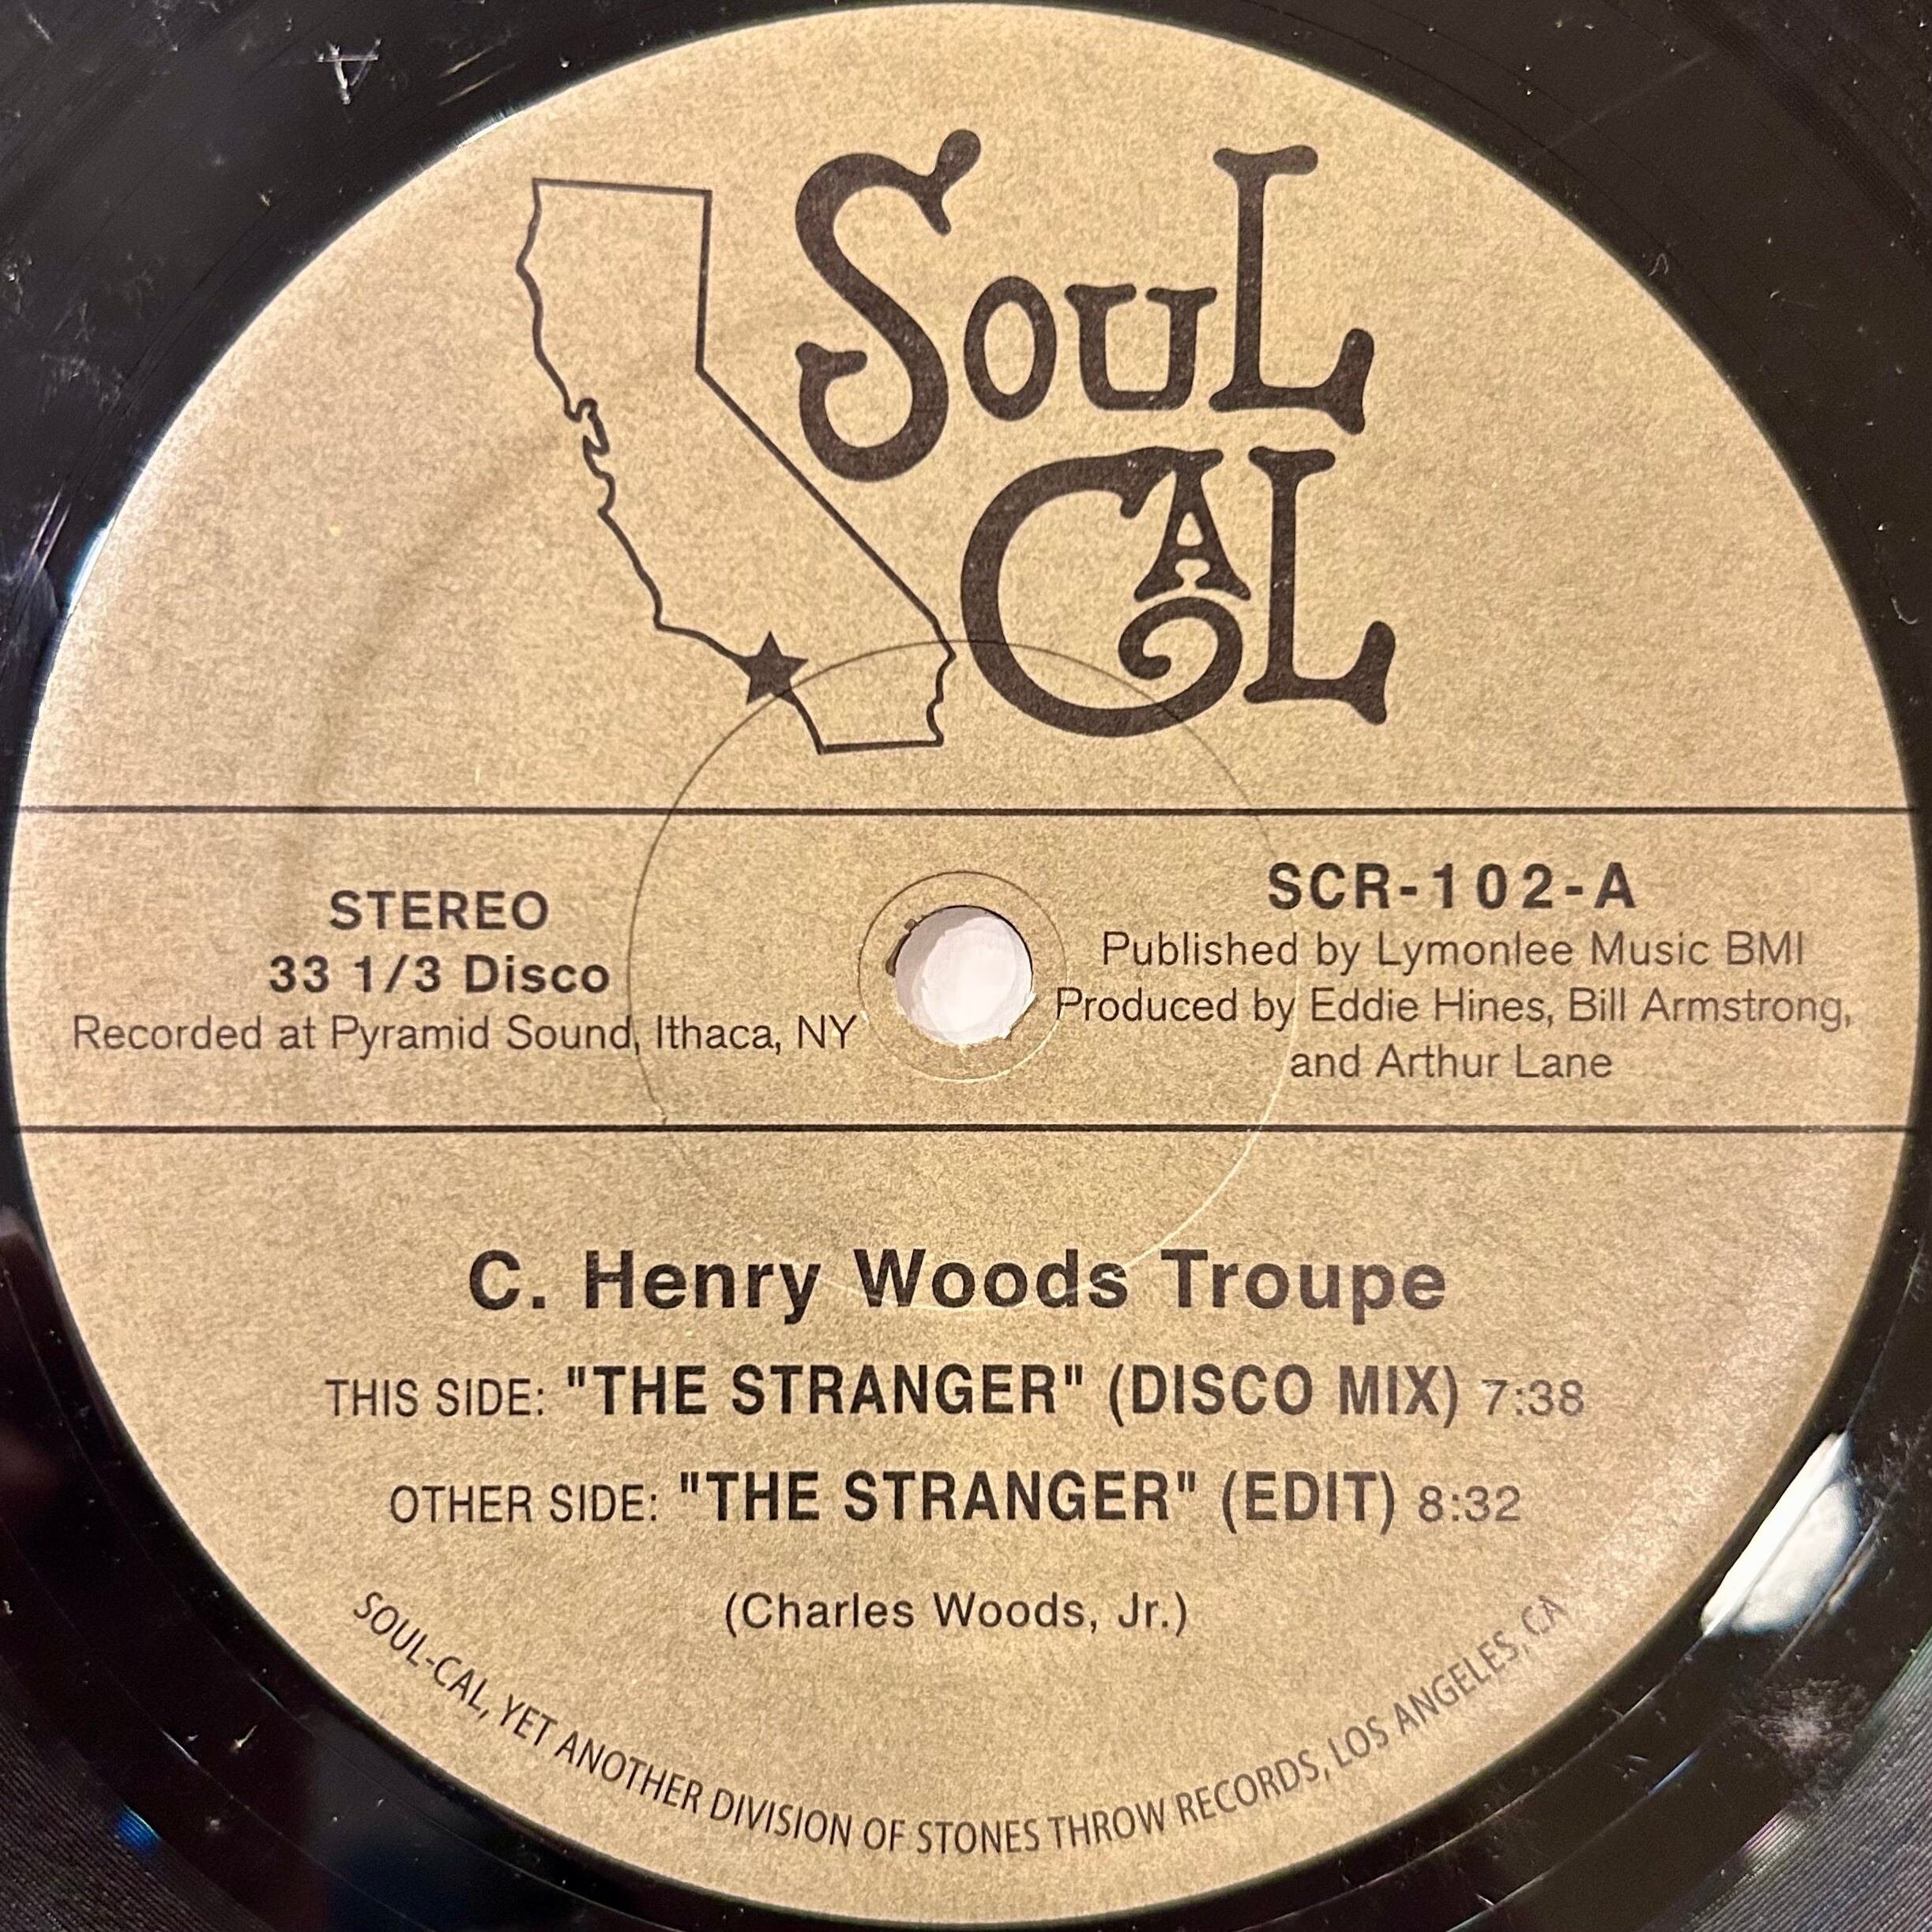 SOUL
CAL
STEREO
33 1/3 Disco
Recorded at Pyramid Sound, Ithaca, NY
SCR-102-A
Published by Lymonlee Music BMI
Produced by Eddie Hines, Bill Armstrong,
and Arthur Lane
C. Henry Woods Troupe
THIS SIDE: "THE STRANGER" (DISCO MIX) 7:38
OTHER SIDE: "THE STRANGER" (EDIT) 8:32
(Charles Woods, Jr.)
SOUL-CAL, YET ANOTHER DIVISION OF STONES THROW RECORDS, LOS ANGELES, CA